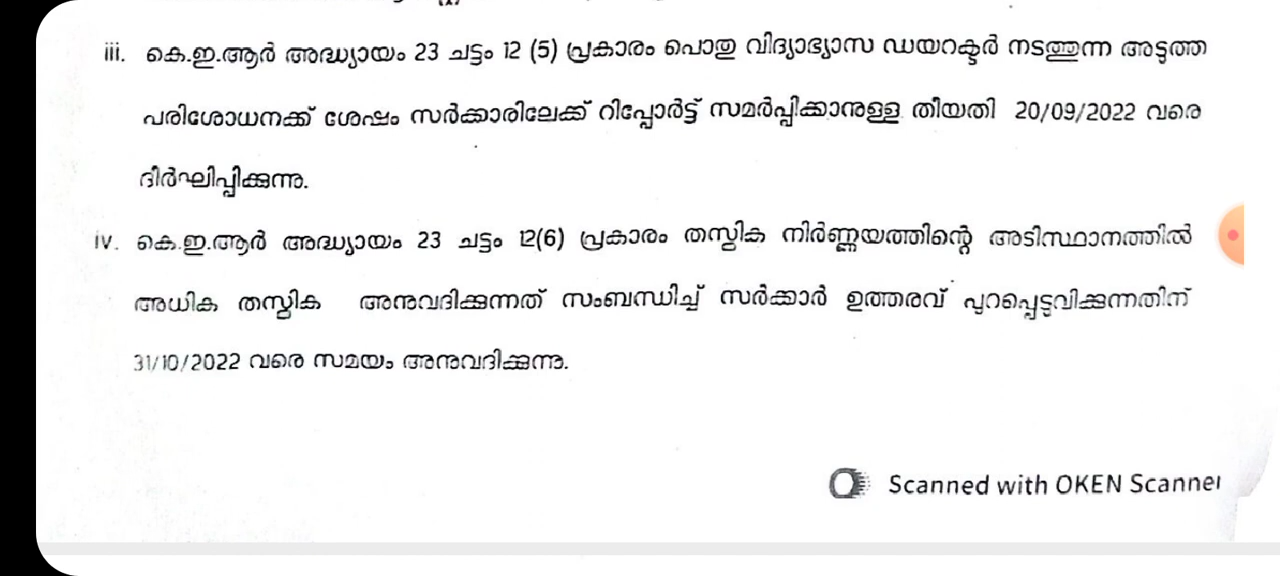 iii. കെ.ഇ.ആർ അദ്ധ്യായം 23 ചട്ടം 12 (5) പ്രകാരം പൊതു വിദ്യാഭ്യാസ ഡയറക്ടർ നടത്തുന്ന അടുത്ത
പരിശോധനക്ക് ശേഷം സർക്കാരിലേക്ക് റിപ്പോർട്ട് സമർപ്പിക്കാനുള്ള തീയതി 20/09/2022 വരെ
ദീർഘിപ്പിക്കുന്നു.
iv. കെ.ഇ.ആർ അദ്ധ്യായം 23 ചട്ടം 12(6) പ്രകാരം തസ്തിക നിർണ്ണയത്തിന്റെ അടിസ്ഥാനത്തിൽ
അധിക തസ്തിക അനുവദിക്കുന്നത് സംബന്ധിച്ച് സർക്കാർ ഉത്തരവ് പുറപ്പെടുവിക്കുന്നതിന്
31/10/2022 വരെ സമയം അനുവദിക്കുന്നു.
Scanned with OKEN Scanner